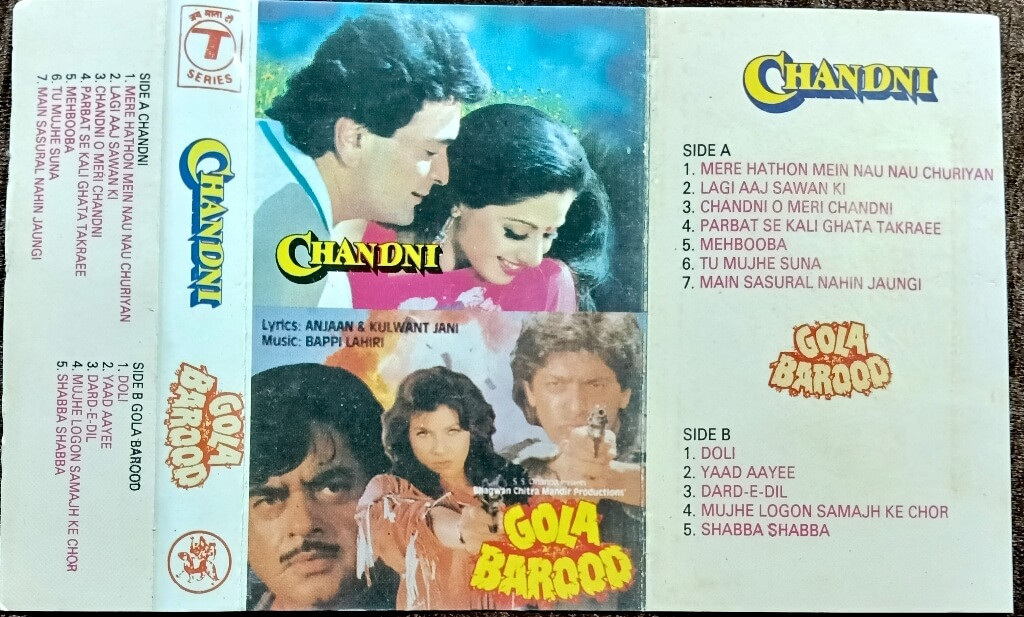 SIDE A CHANDNI
1. MERE HATHON MEIN NAU NAU CHURIYAN
2. LAGI AAJ SAWAN KI
3. CHANDNI O MERI CHANDNI
4. PARBAT SE KALI GHATA TAKRAEE
5. MEHBOOBA
6. TU MUJHE SUNA
7. MAIN SASURAL NAHIN JAUNGI
SIDE B GOLA BAROOD
1. DOLI
2. YAAD AAYEE
3. DARD-E-DIL
4. MUJHE LOGON SAMAJH KE CHOR
5. SHABBA SHABBA
जय माता दी
T
SERIES
CHANDNI
GOLA
BAROOD
CHANDNI
Lyrics: ANJAAN & KULWANT JANI
Music: BAPPI LAHIRI
Bhagwan Chitra Mandir Productions'
GOLA
BAROOD
CHANDNI
SIDE A
1. MERE HATHON MEIN NAU NAU CHURIYAN
2. LAGI AAJ SAWAN KI
3. CHANDNI O MERI CHANDNI
4. PARBAT SE KALI GHATA TAKRAEE
5. MEHBOOBA
6. TU MUJHE SUNA
7. MAIN SASURAL NAHIN JAUNGI
GOLA
BAROOD
SIDE B
1. DOLI
2. YAAD AAYEE
3. DARD-E-DIL
4. MUJHE LOGON SAMAJH KE CHOR
5. SHABBA SHABBA